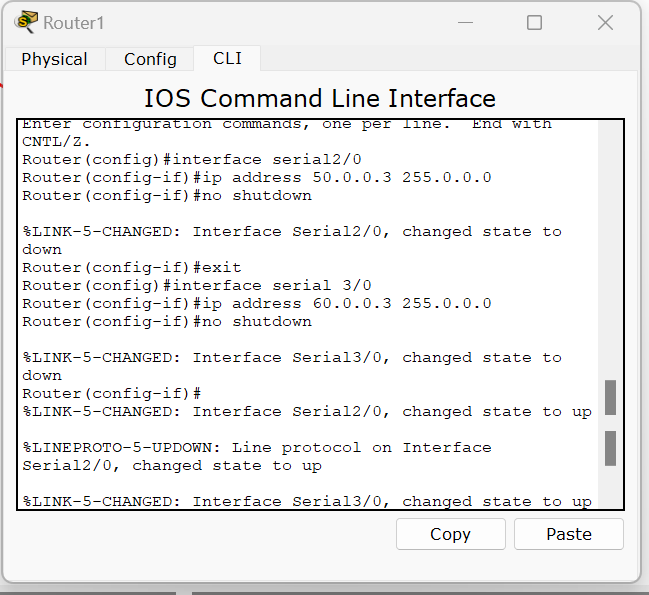 Router1
Physical Config CLI
IOS Command Line Interface
Enter configuration commands, one per line.  End with
CNTL/Z.
Router(config)#interface serial2/0
Router(config-if)#ip address 50.0.0.3 255.0.0.0
Router(config-if)#no shutdown
%LINK-5-CHANGED: Interface Serial2/0, changed state to
down
Router(config-if)#exit
Router(config)#interface serial 3/0
Router(config-if)#ip address 60.0.0.3 255.0.0.0
Router(config-if)#no shutdown
%LINK-5-CHANGED: Interface Serial3/0, changed state to
down
Router(config-if)#
%LINK-5-CHANGED: Interface Serial2/0, changed state to up
%LINEPROTO-5-UPDOWN: Line protocol on Interface
Serial2/0, changed state to up
%LINK-5-CHANGED: Interface Serial3/0, changed state to up
Copy Paste